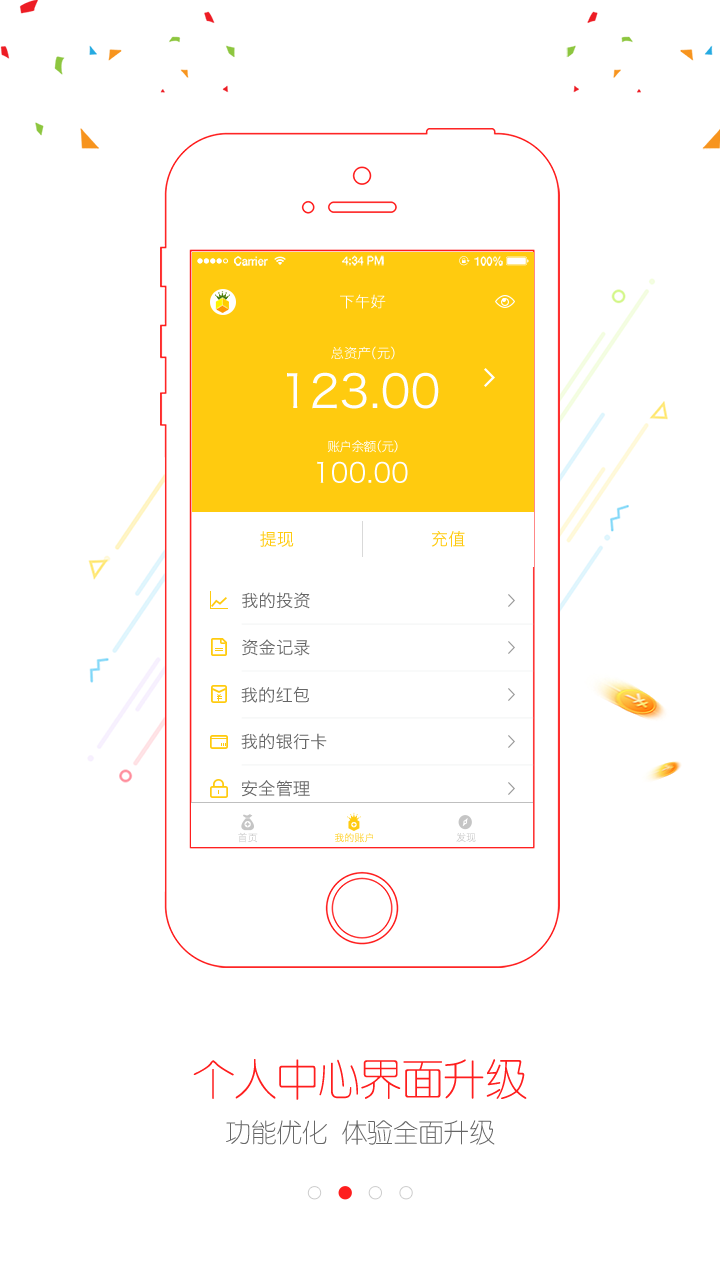 Carrier 4:34 PM 100%
下午好
总资产(元)
123.00
账户余额(元)
100.00
提现 充值
我的投资
资金记录
我的红包
我的银行卡
安全管理
首页 我的账户 发现
个人中心界面升级
功能优化 体验全面升级